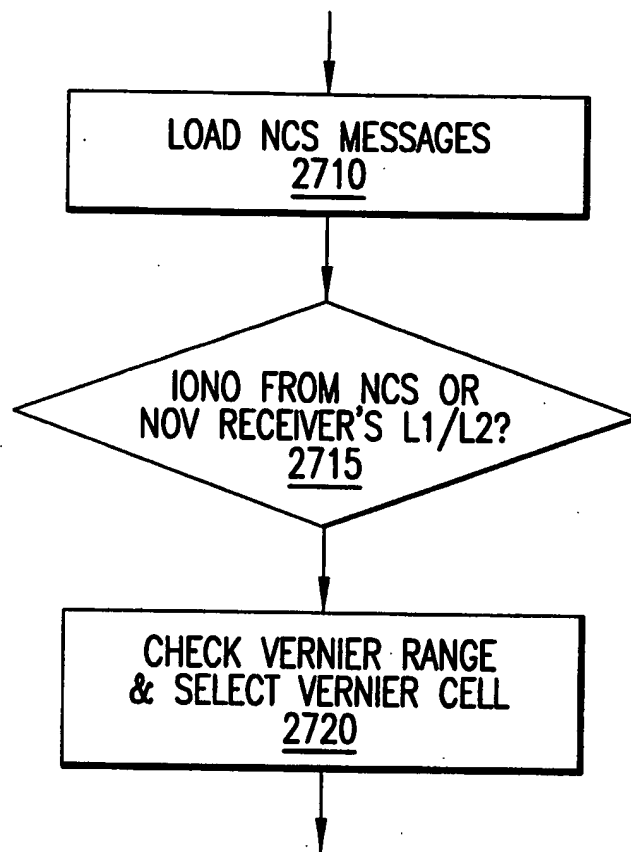 LOAD NCS MESSAGES
2710
IONO FROM NCS OR
NOV RECEIVER'S L1/L2?
2715
CHECK VERNIER RANGE
& SELECT VERNIER CELL
2720